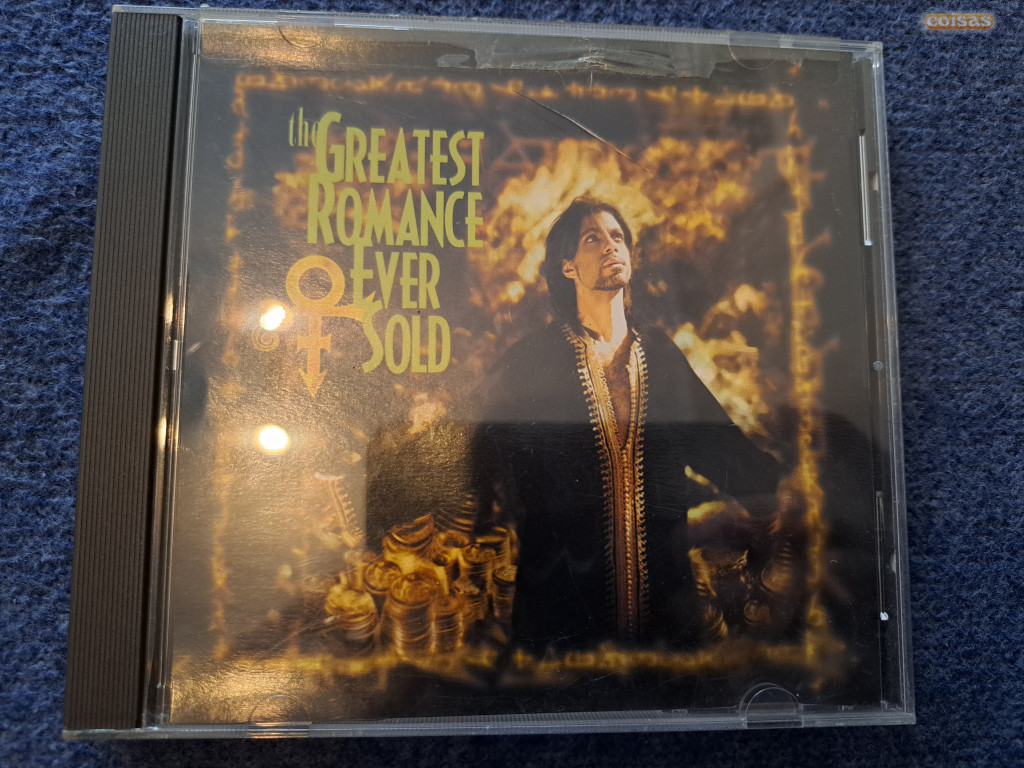 coisas
the GREATEST
ROMANCE
EVER
SOLD